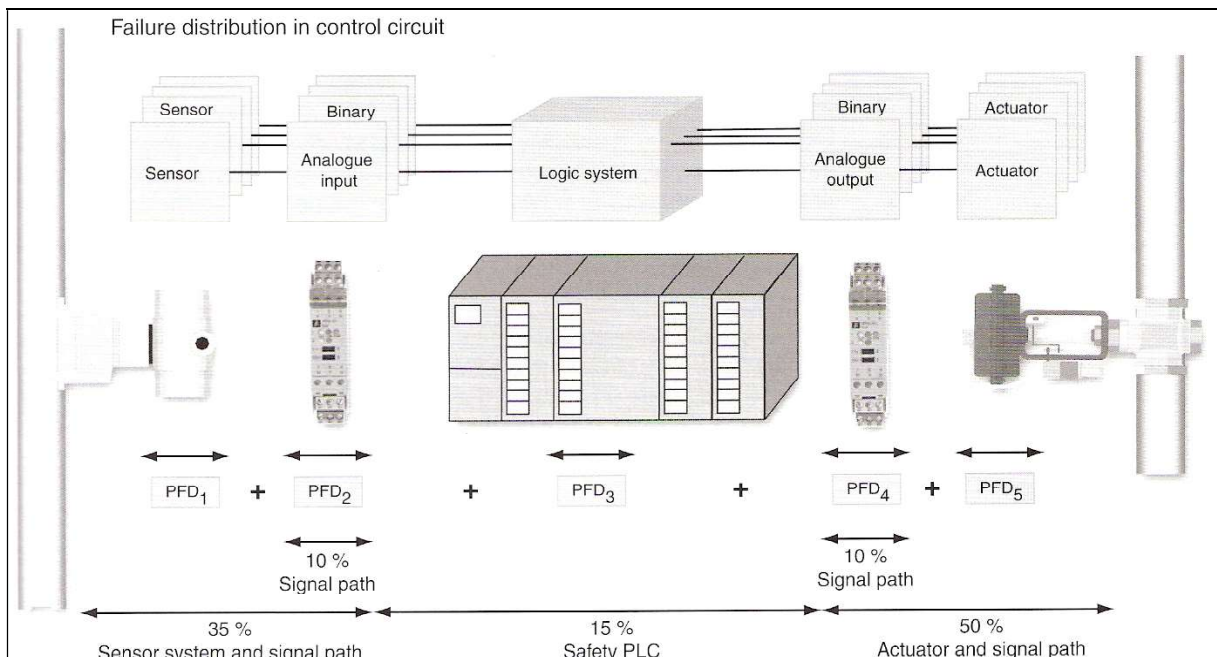 Failure distribution in control circuit
Sensor
Binary
Binary
Actuator
Sensor
Analogue
input
Logic system
Analogue
output
Actuator
PFD1 + PFD2 + PFD3 + PFD4 + PFD5
10 %
Signal path
10 %
Signal path
35 %
Sensor system and signal path
15 %
Safety PLC
50 %
Actuator and signal path